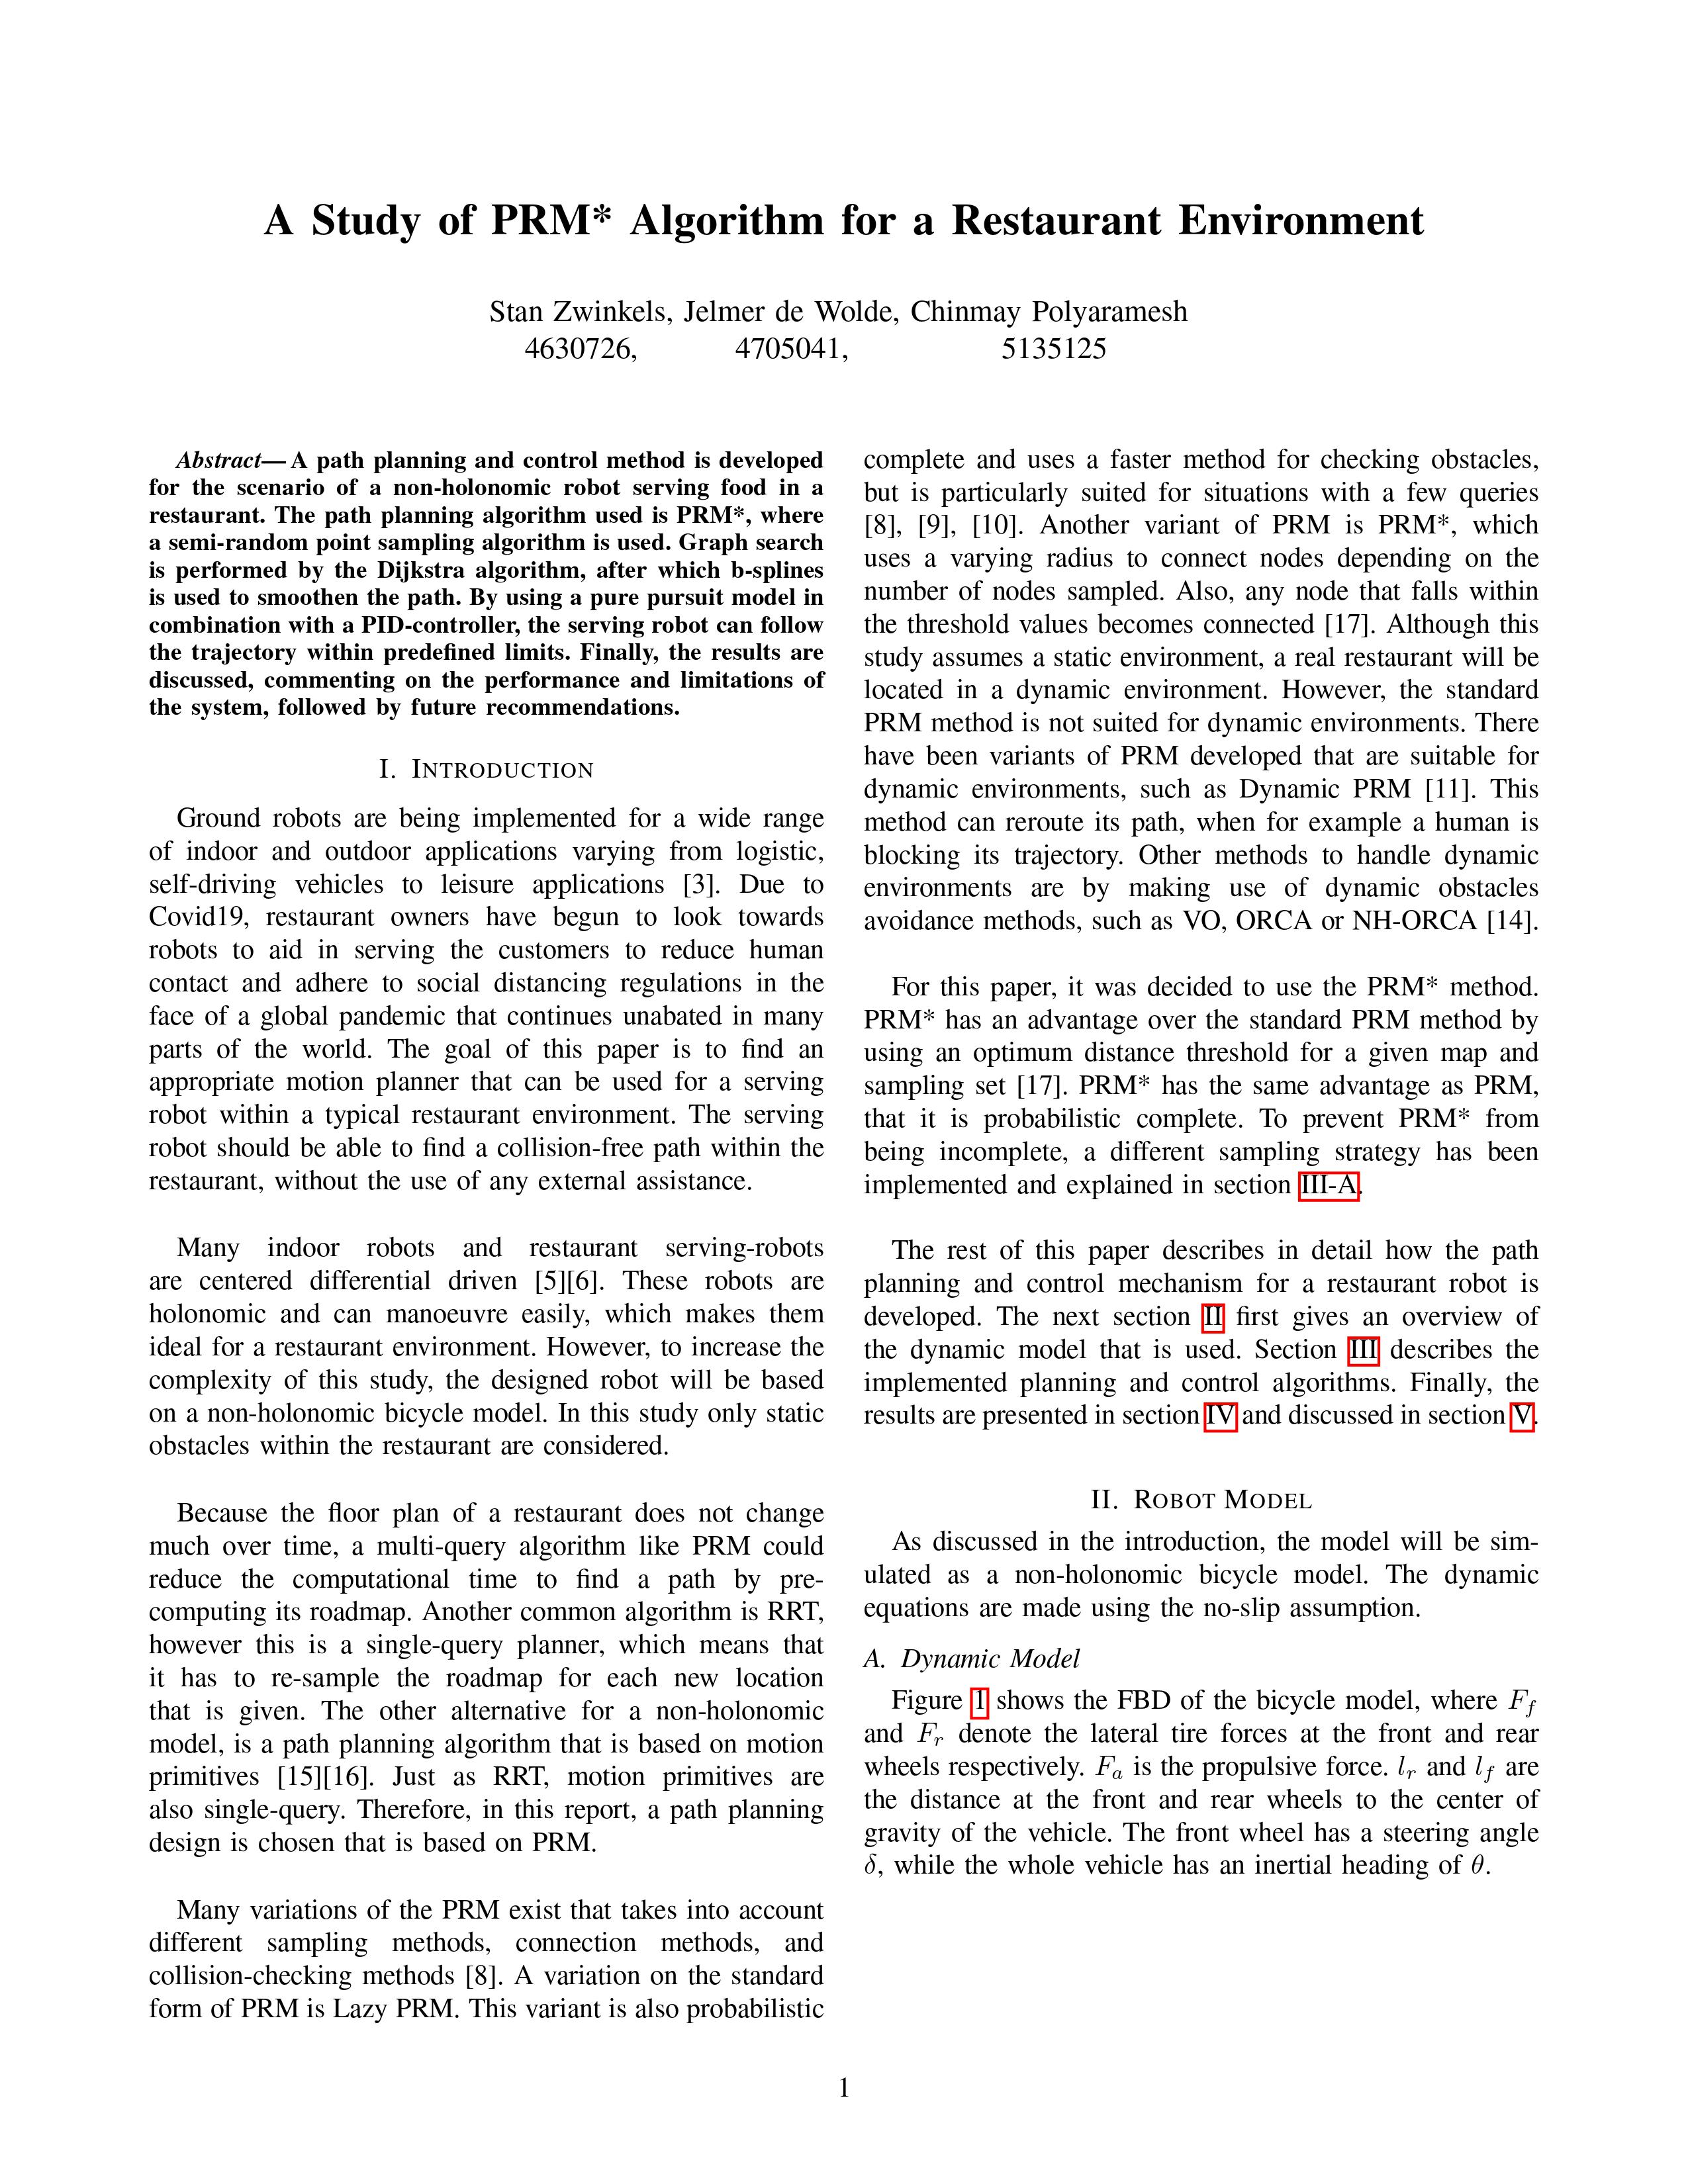 A Study of PRM* Algorithm for a Restaurant Environment
Stan Zwinkels, Jelmer de Wolde, Chinmay Polyaramesh
4630726, 4705041, 5135125
Abstract— A path planning and control method is developed
for the scenario of a non-holonomic robot serving food in a
restaurant. The path planning algorithm used is PRM*, where
a semi-random point sampling algorithm is used. Graph search
is performed by the Dijkstra algorithm, after which b-splines
is used to smoothen the path. By using a pure pursuit model in
combination with a PID-controller, the serving robot can follow
the trajectory within predefined limits. Finally, the results are
discussed, commenting on the performance and limitations of
the system, followed by future recommendations.
I. INTRODUCTION
Ground robots are being implemented for a wide range
of indoor and outdoor applications varying from logistic,
self-driving vehicles to leisure applications [3]. Due to
Covid19, restaurant owners have begun to look towards
robots to aid in serving the customers to reduce human
contact and adhere to social distancing regulations in the
face of a global pandemic that continues unabated in many
parts of the world. The goal of this paper is to find an
appropriate motion planner that can be used for a serving
robot within a typical restaurant environment. The serving
robot should be able to find a collision-free path within the
restaurant, without the use of any external assistance.
Many indoor robots and restaurant serving-robots
are centered differential driven [5][6]. These robots are
holonomic and can manoeuvre easily, which makes them
ideal for a restaurant environment. However, to increase the
complexity of this study, the designed robot will be based
on a non-holonomic bicycle model. In this study only static
obstacles within the restaurant are considered.
Because the floor plan of a restaurant does not change
much over time, a multi-query algorithm like PRM could
reduce the computational time to find a path by pre-
computing its roadmap. Another common algorithm is RRT,
however this is a single-query planner, which means that
it has to re-sample the roadmap for each new location
that is given. The other alternative for a non-holonomic
model, is a path planning algorithm that is based on motion
primitives [15][16]. Just as RRT, motion primitives are
also single-query. Therefore, in this report, a path planning
design is chosen that is based on PRM.
Many variations of the PRM exist that takes into account
different sampling methods, connection methods, and
collision-checking methods [8]. A variation on the standard
form of PRM is Lazy PRM. This variant is also probabilistic
complete and uses a faster method for checking obstacles,
but is particularly suited for situations with a few queries
[8], [9], [10]. Another variant of PRM is PRM*, which
uses a varying radius to connect nodes depending on the
number of nodes sampled. Also, any node that falls within
the threshold values becomes connected [17]. Although this
study assumes a static environment, a real restaurant will be
located in a dynamic environment. However, the standard
PRM method is not suited for dynamic environments. There
have been variants of PRM developed that are suitable for
dynamic environments, such as Dynamic PRM [11]. This
method can reroute its path, when for example a human is
blocking its trajectory. Other methods to handle dynamic
environments are by making use of dynamic obstacles
avoidance methods, such as VO, ORCA or NH-ORCA [14].
For this paper, it was decided to use the PRM* method.
PRM* has an advantage over the standard PRM method by
using an optimum distance threshold for a given map and
sampling set [17]. PRM* has the same advantage as PRM,
that it is probabilistic complete. To prevent PRM* from
being incomplete, a different sampling strategy has been
implemented and explained in section III-A.
The rest of this paper describes in detail how the path
planning and control mechanism for a restaurant robot is
developed. The next section II first gives an overview of
the dynamic model that is used. Section III describes the
implemented planning and control algorithms. Finally, the
results are presented in section IV and discussed in section V.
II. ROBOT MODEL
As discussed in the introduction, the model will be sim-
ulated as a non-holonomic bicycle model. The dynamic
equations are made using the no-slip assumption.
A. Dynamic Model
Figure 1 shows the FBD of the bicycle model, where F_f
and F_r denote the lateral tire forces at the front and rear
wheels respectively. F_a is the propulsive force. l_r and l_f are
the distance at the front and rear wheels to the center of
gravity of the vehicle. The front wheel has a steering angle
δ, while the whole vehicle has an inertial heading of θ.
1